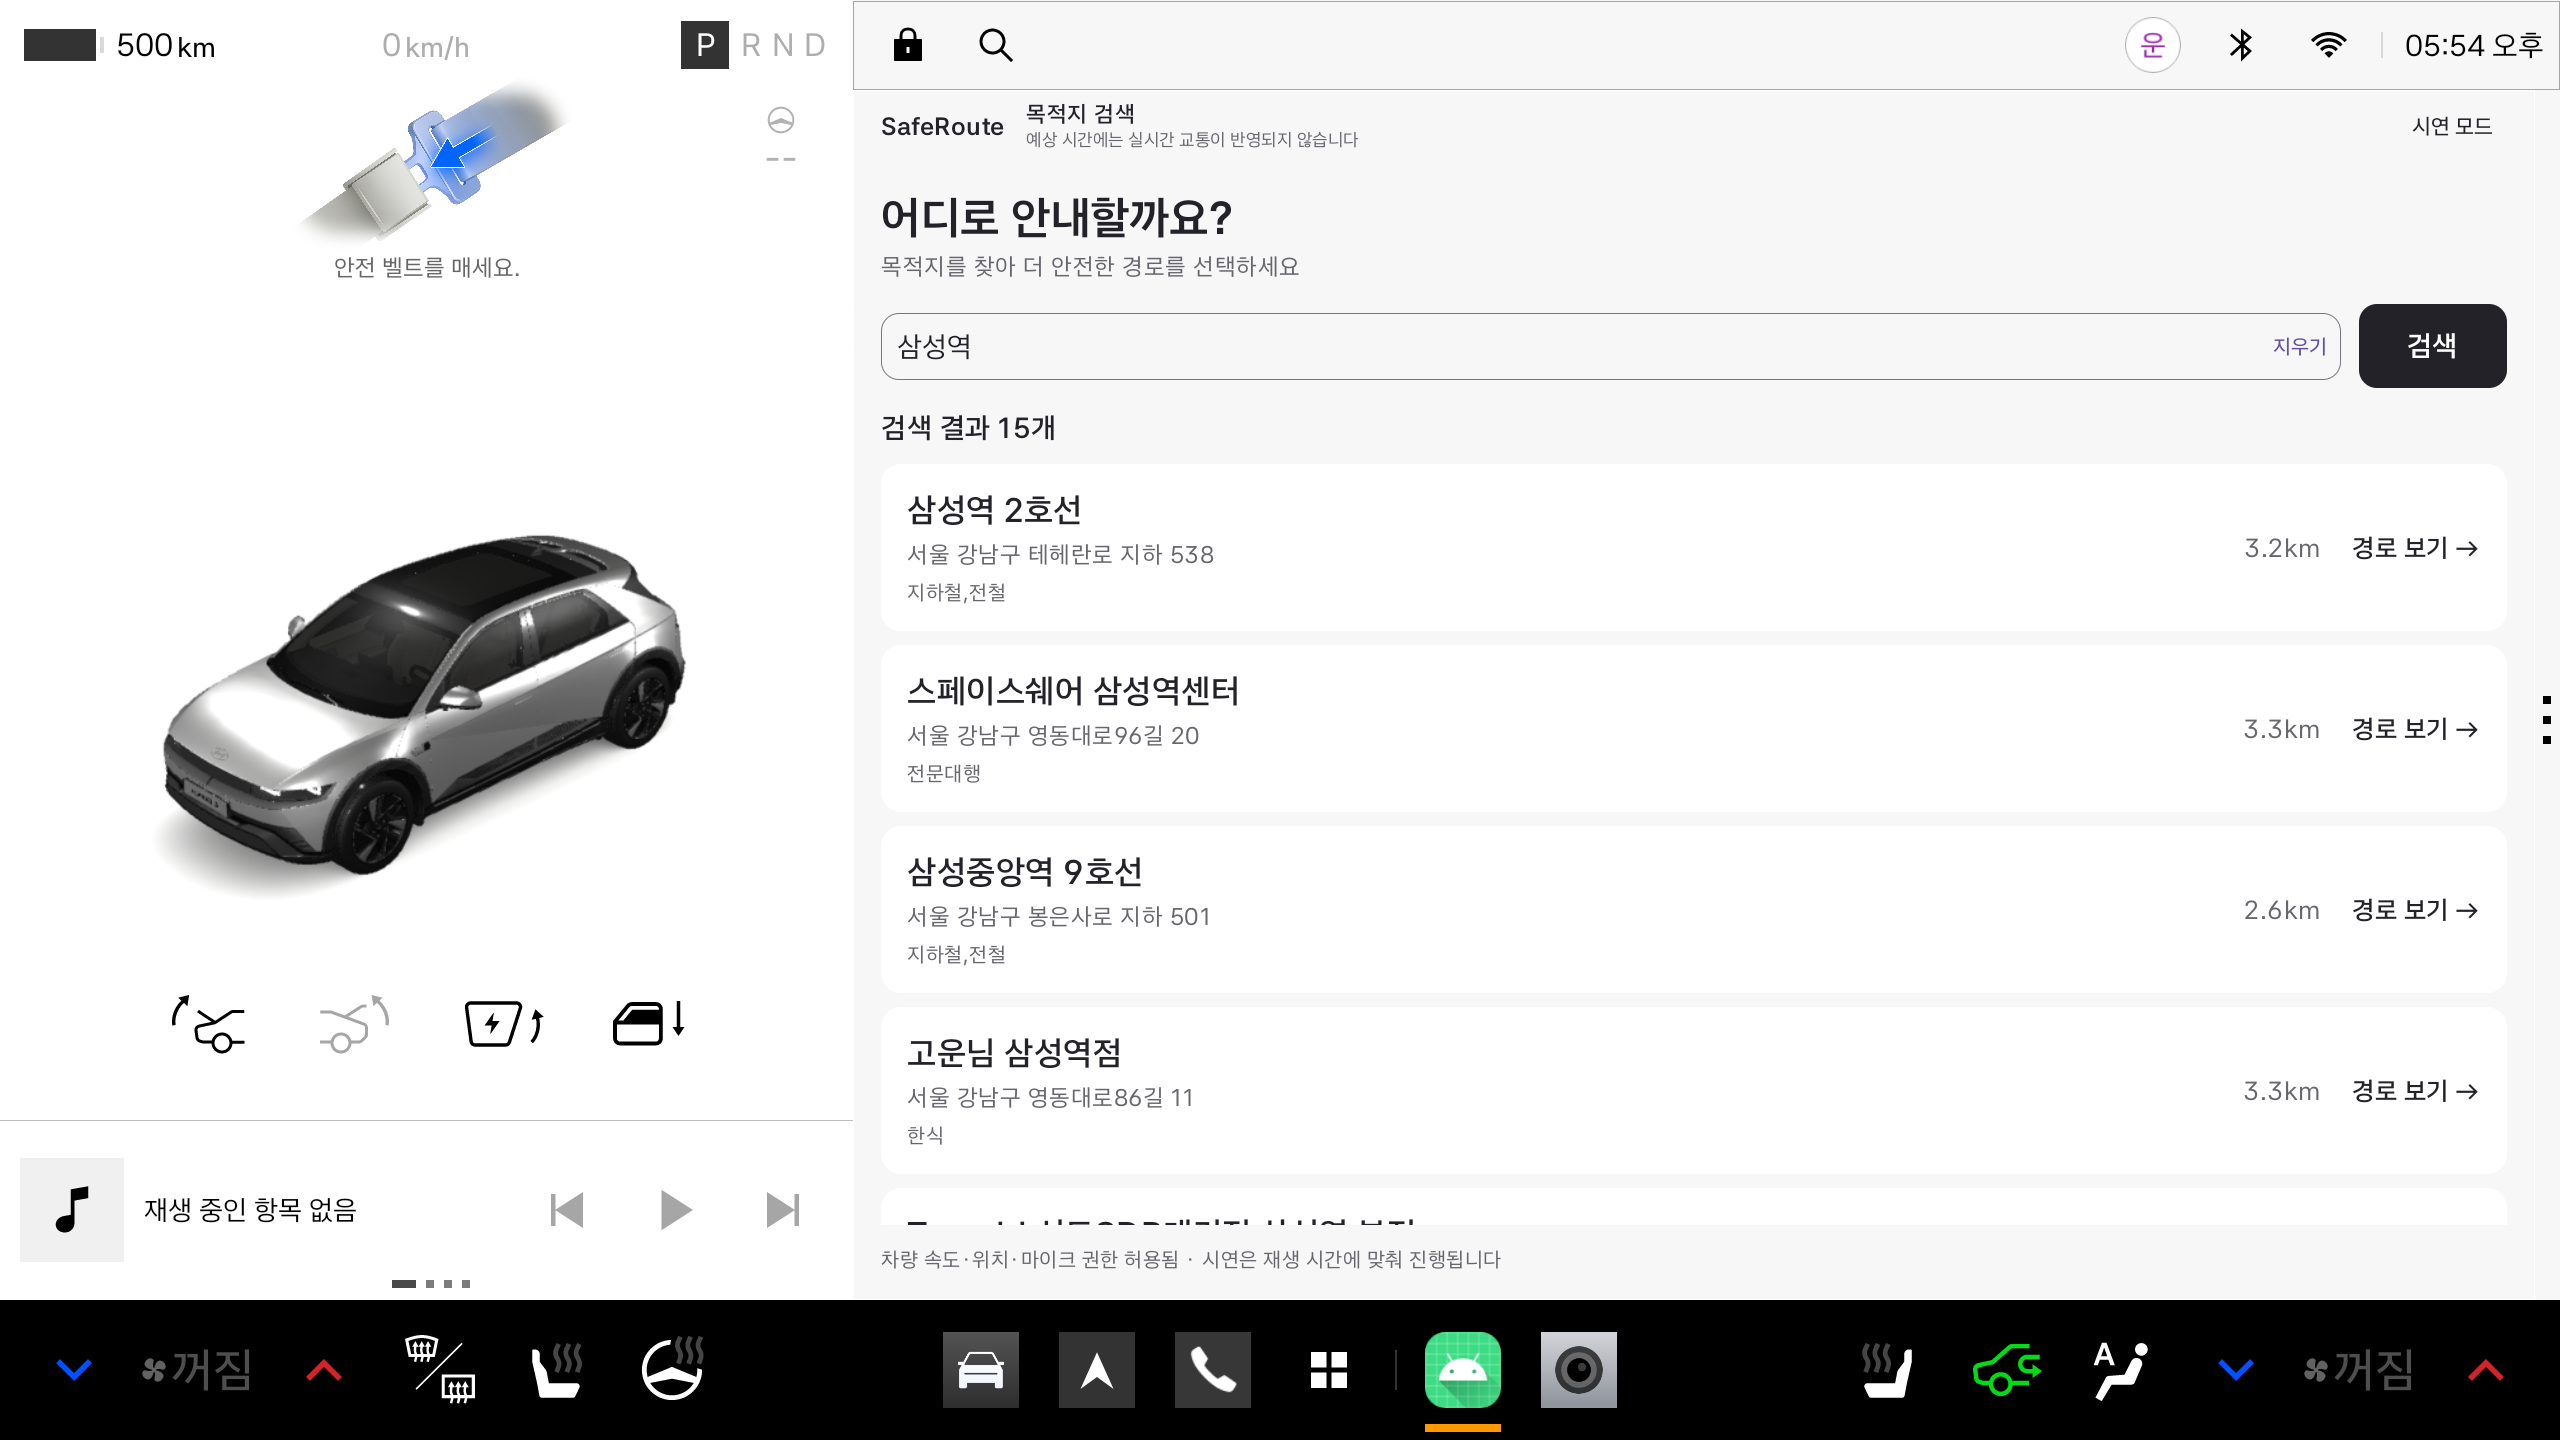 500 km
0 km/h
P R N D
운
05:54 오후
안전 벨트를 매세요.
SafeRoute
목적지 검색
예상 시간에는 실시간 교통이 반영되지 않습니다
시연 모드
어디로 안내할까요?
목적지를 찾아 더 안전한 경로를 선택하세요
삼성역
지우기
검색
검색 결과 15개
삼성역 2호선
서울 강남구 테헤란로 지하 538
지하철,전철
3.2km
경로 보기 →
스페이스쉐어 삼성역센터
서울 강남구 영동대로96길 20
전문대행
3.3km
경로 보기 →
삼성중앙역 9호선
서울 강남구 봉은사로 지하 501
지하철,전철
2.6km
경로 보기 →
고운님 삼성역점
서울 강남구 영동대로86길 11
한식
3.3km
경로 보기 →
차량 속도·위치·마이크 권한 허용됨 · 시연은 재생 시간에 맞춰 진행됩니다
재생 중인 항목 없음
꺼짐
A
꺼짐